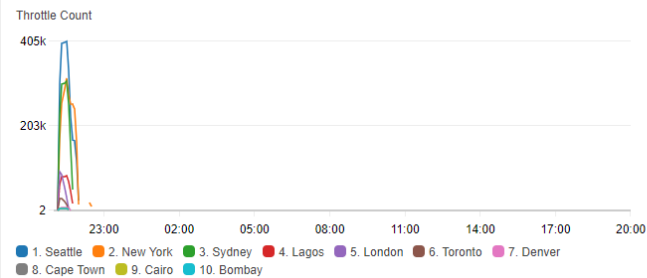 Throttle Count
405k
203k
2
23:00 02:00 05:00 08:00 11:00 14:00 17:00 20:00
1. Seattle 2. New York 3. Sydney 4. Lagos 5. London 6. Toronto 7. Denver
8. Cape Town 9. Cairo 10. Bombay